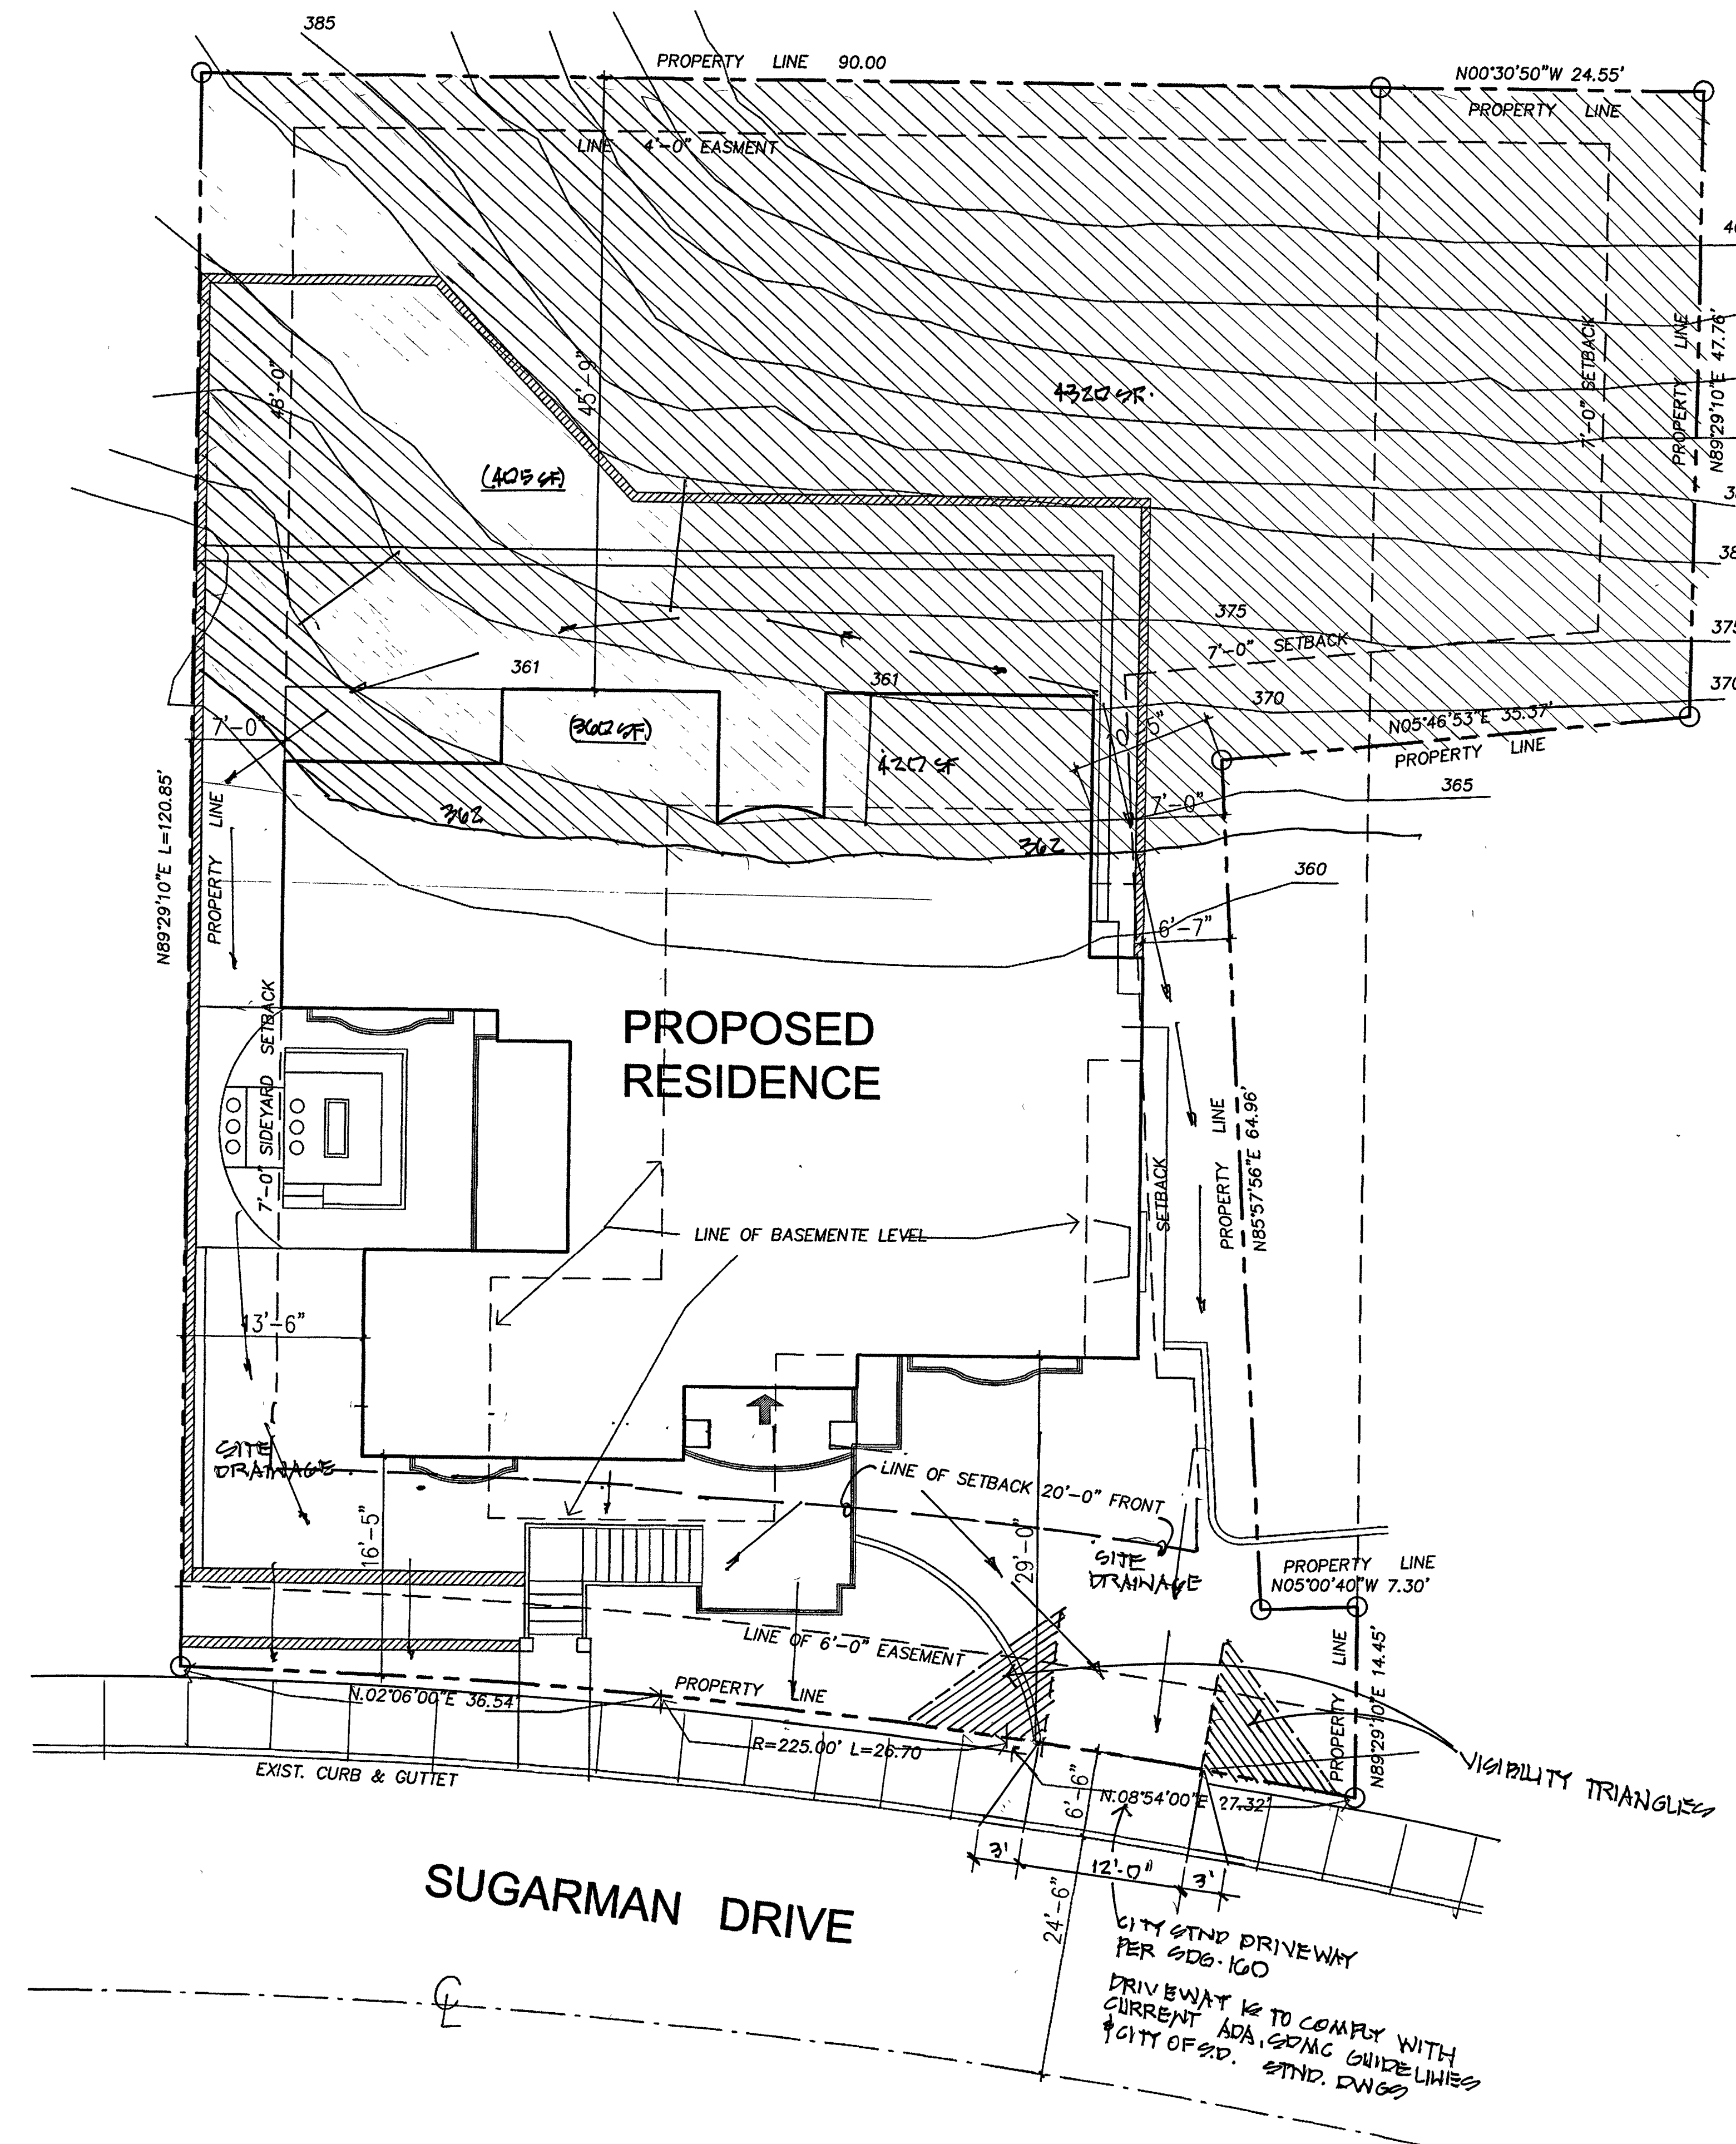 385
PROPERTY LINE 90.00
N00°30'50"W 24.55'
PROPERTY LINE
LINE 4'-0" EASMENT
48'-0"
45'-9"
4320 SF.
7'-0" SETBACK
PROPERTY LINE
N89°29'10"E 47.76'
(405 SF)
375
375
7'-0" SETBACK
361
361
370
370
7'-0"
(360 SF)
420 SF
N05°46'53"E 35.37'
PROPERTY LINE
365
7'-0"
362
362
360
N89°29'10"E L=120.85'
PROPERTY LINE
6'-7"
PROPOSED
RESIDENCE
7'-0" SIDEYARD SETBACK
SETBACK
PROPERTY LINE
N85°57'56"E 64.96'
LINE OF BASEMENTE LEVEL
13'-6"
SITE
DRAINAGE
LINE OF SETBACK 20'-0" FRONT
16'-5"
29'-0"
SITE
DRAINAGE
PROPERTY LINE
N05°00'40"W 7.30'
LINE OF 6'-0" EASEMENT
PROPERTY LINE
N89°29'10"E 14.45'
PROPERTY LINE
N.02°06'00"E 36.54'
R=225.00' L=26.70
EXIST. CURB & GUTTET
VISIBILITY TRIANGLES
6'-6"
N.08°54'00"E 27.32'
3'
12'-0"
3'
SUGARMAN DRIVE
24'-6"
CITY STND DRIVEWAY
PER SDG-160
DRIVEWAY IS TO COMPLY WITH
CURRENT ADA, SDMC GUIDELINES
& CITY OF S.D. STND. DWGS
CL